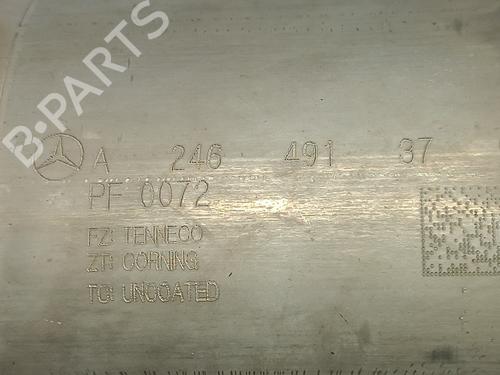 B-PARTS
A 246 491 37
PF 0072
FZ: TENNECO
ZT: CORNING
TC: UNCOATED